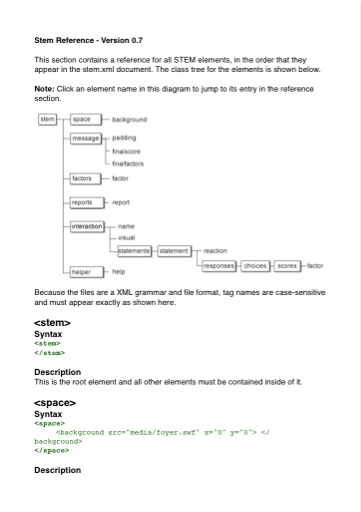 Stem Reference - Version 0.7
This section contains a reference for all STEM elements, in the order that they
appear in the stem.xml document. The class tree for the elements is shown below.
Note: Click an element name in this diagram to jump to its entry in the reference
section.
stem space background
message padding
finalscore
finalfactors
factors factor
reports report
interaction name
visual
statements statement reaction
responses choices scores factor
helper help
Because the files are a XML grammar and file format, tag names are case-sensitive
and must appear exactly as shown here.
<stem>
Syntax
<stem>
</stem>
Description
This is the root element and all other elements must be contained inside of it.
<space>
Syntax
<space>
<background src="media/foyer.swf" x="0" y="0"> </
background>
</space>
Description